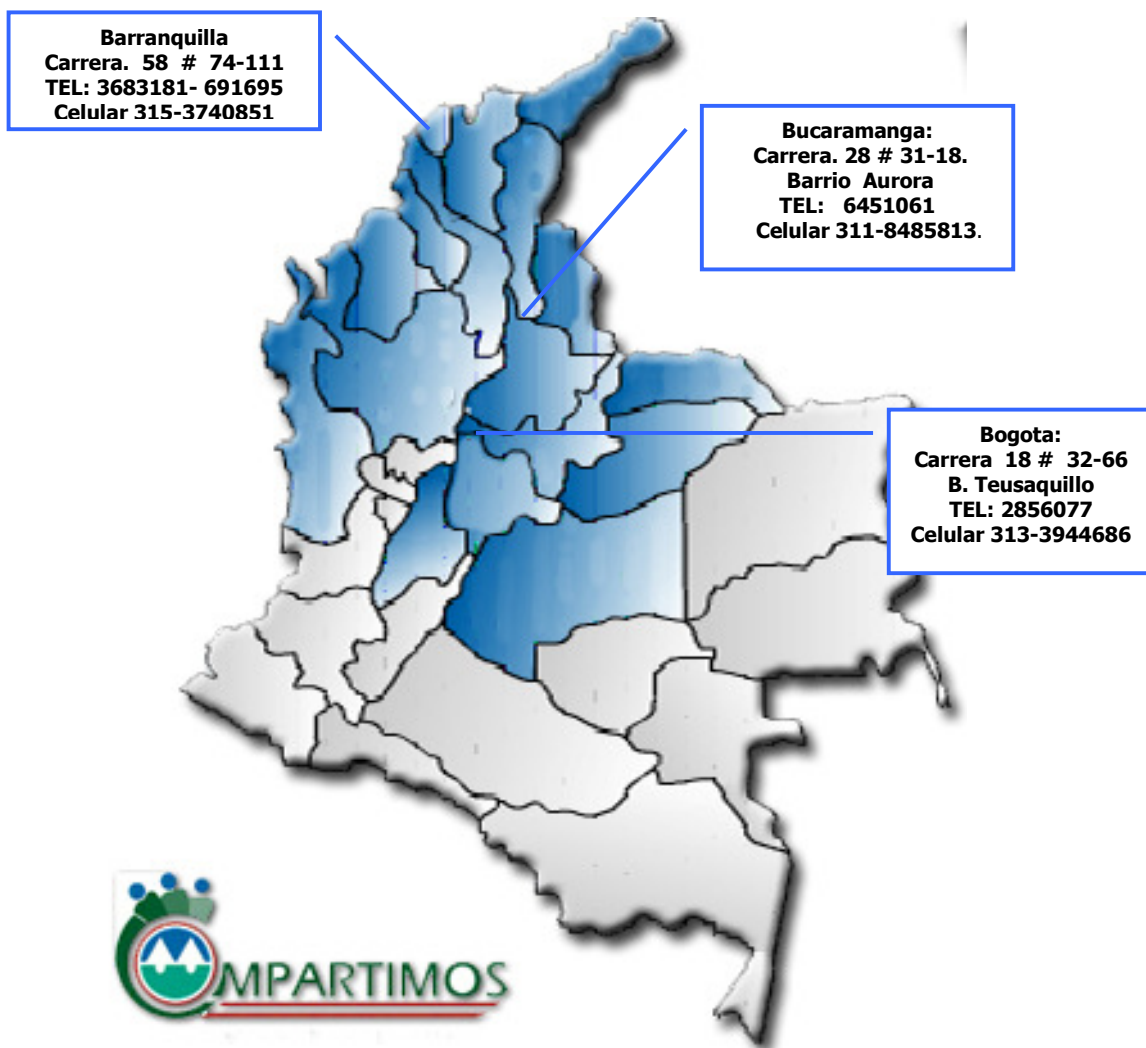 Barranquilla
Carrera. 58 # 74-111
TEL: 3683181- 691695
Celular 315-3740851
Bucaramanga:
Carrera. 28 # 31-18.
Barrio Aurora
TEL: 6451061
Celular 311-8485813.
Bogota:
Carrera 18 # 32-66
B. Teusaquillo
TEL: 2856077
Celular 313-3944686
COMPARTIMOS